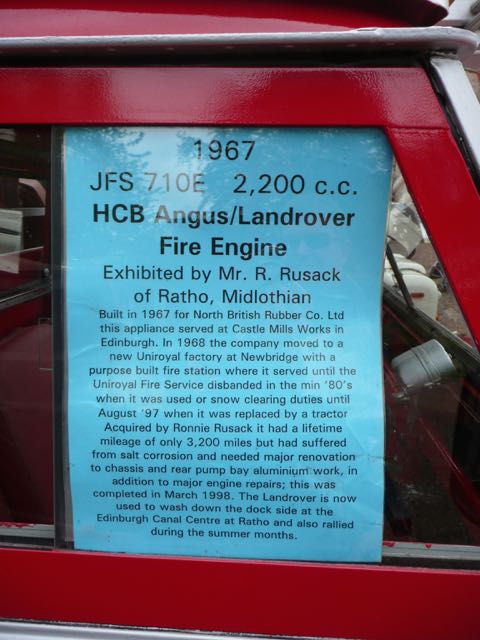 1967
JFS 710E 2,200 c.c.
HCB Angus/Landrover
Fire Engine
Exhibited by Mr. R. Rusack
of Ratho, Midlothian
Built in 1967 for North British Rubber Co. Ltd
this appliance served at Castle Mills Works in
Edinburgh. In 1968 the company moved to a
new Uniroyal factory at Newbridge with a
purpose built fire station where it served until the
Uniroyal Fire Service disbanded in the min '80's
when it was used or snow clearing duties until
August '97 when it was replaced by a tractor
Acquired by Ronnie Rusack it had a lifetime
mileage of only 3,200 miles but had suffered
from salt corrosion and needed major renovation
to chassis and rear pump bay aluminium work, in
addition to major engine repairs; this was
completed in March 1998. The Landrover is now
used to wash down the dock side at the
Edinburgh Canal Centre at Ratho and also rallied
during the summer months.